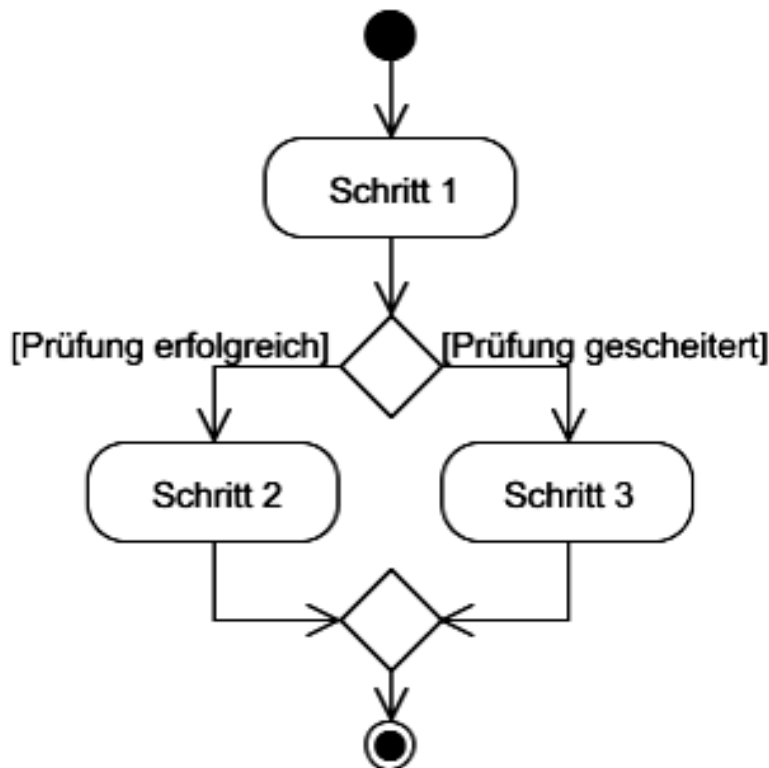 Schritt 1
[Prüfung erfolgreich] [Prüfung gescheitert]
Schritt 2 Schritt 3